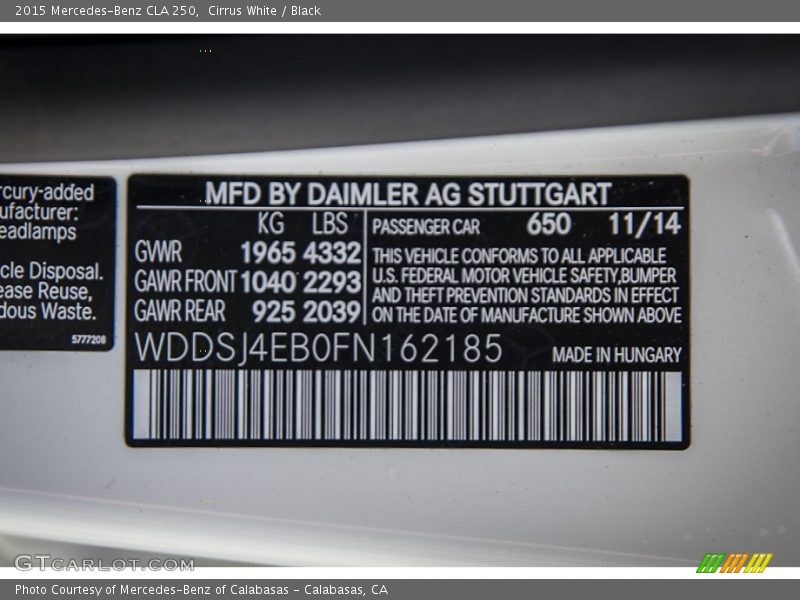 2015 Mercedes-Benz CLA 250,  Cirrus White / Black
rcury-added
ufacturer:
eadlamps
cle Disposal.
ease Reuse,
dous Waste.
5777208
MFD BY DAIMLER AG STUTTGART
KG LBS
GWR 1965 4332
GAWR FRONT 1040 2293
GAWR REAR 925 2039
PASSENGER CAR 650 11/14
THIS VEHICLE CONFORMS TO ALL APPLICABLE
U.S. FEDERAL MOTOR VEHICLE SAFETY,BUMPER
AND THEFT PREVENTION STANDARDS IN EFFECT
ON THE DATE OF MANUFACTURE SHOWN ABOVE
WDDSJ4EB0FN162185 MADE IN HUNGARY
GTCARLOT.COM
Photo Courtesy of Mercedes-Benz of Calabasas - Calabasas, CA